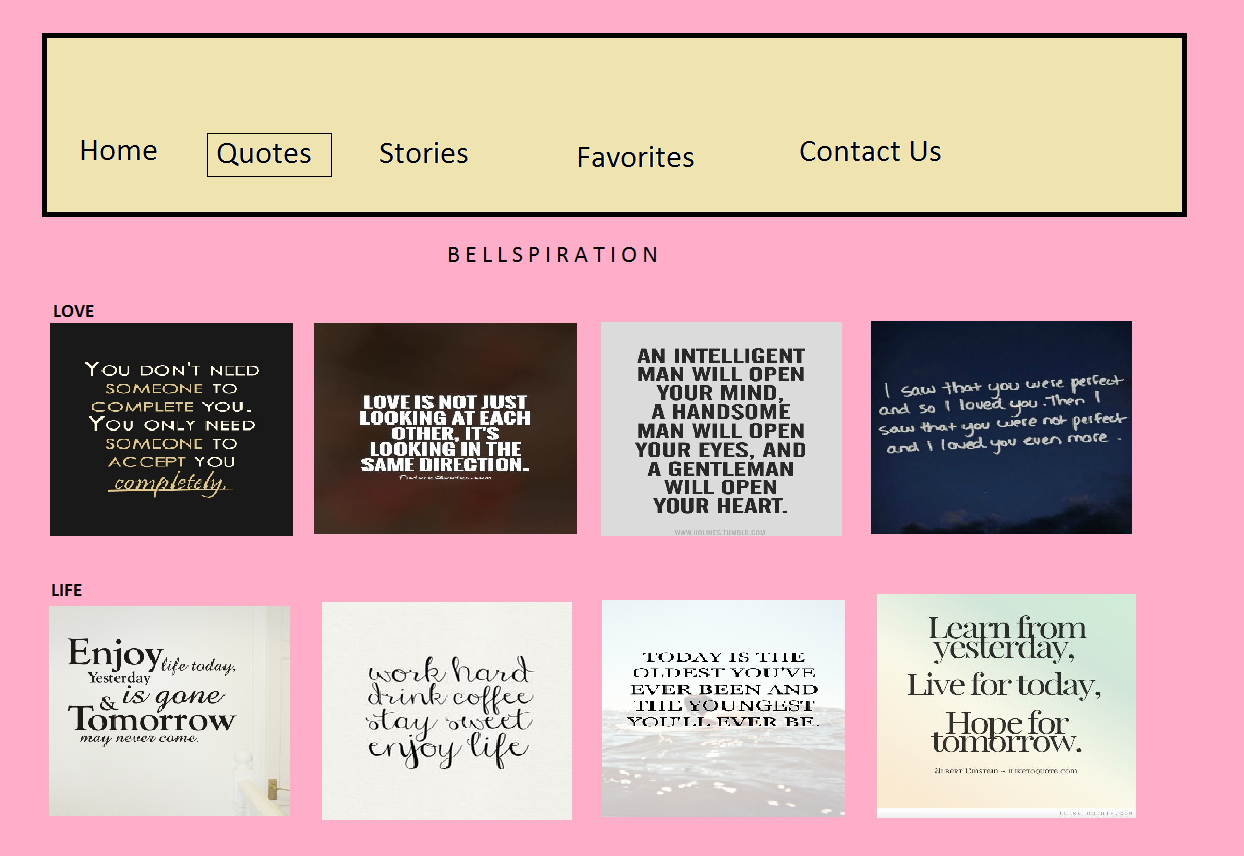 Home
Quotes
Stories
Favorites
Contact Us
BELLSPIRATION
LOVE
YOU DON'T NEED
SOMEONE TO
COMPLETE YOU.
YOU ONLY NEED
SOMEONE TO
ACCEPT YOU
completely.
LOVE IS NOT JUST
LOOKING AT EACH
OTHER, IT'S
LOOKING IN THE
SAME DIRECTION.
AN INTELLIGENT
MAN WILL OPEN
YOUR MIND,
A HANDSOME
MAN WILL OPEN
YOUR EYES, AND
A GENTLEMAN
WILL OPEN
YOUR HEART.
I saw that you were perfect
and so I loved you. Then I
saw that you were not perfect
and I loved you even more.
LIFE
Enjoy life today,
Yesterday
& is gone
Tomorrow
may never come.
work hard
drink coffee
stay sweet
enjoy life
TODAY IS THE
OLDEST YOU'VE
EVER BEEN AND
THE YOUNGEST
YOU'LL EVER BE.
Learn from
yesterday,
Live for today,
Hope for
tomorrow.
Albert Einstein ~ iliketoquote.com